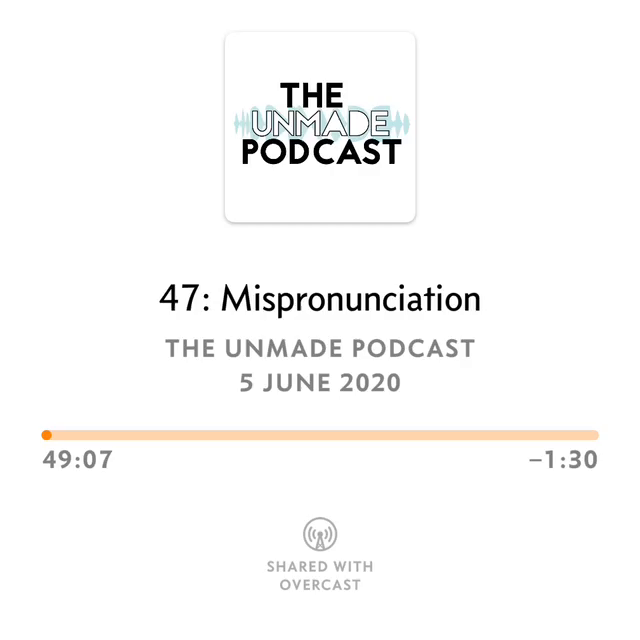 THE
UNMADE
PODCAST
47: Mispronunciation
THE UNMADE PODCAST
5 JUNE 2020
49:07
–1:30
SHARED WITH
OVERCAST